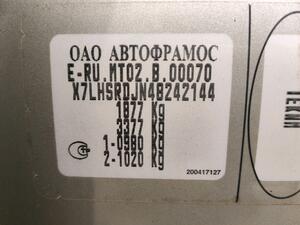 ОАО АВТОФРАМОС
E-RU.MT02.B.00070
X7LHSRDJN48242144
1877 Kg
3377 Kg
1-0980 Kg
2-1020 Kg
200417127